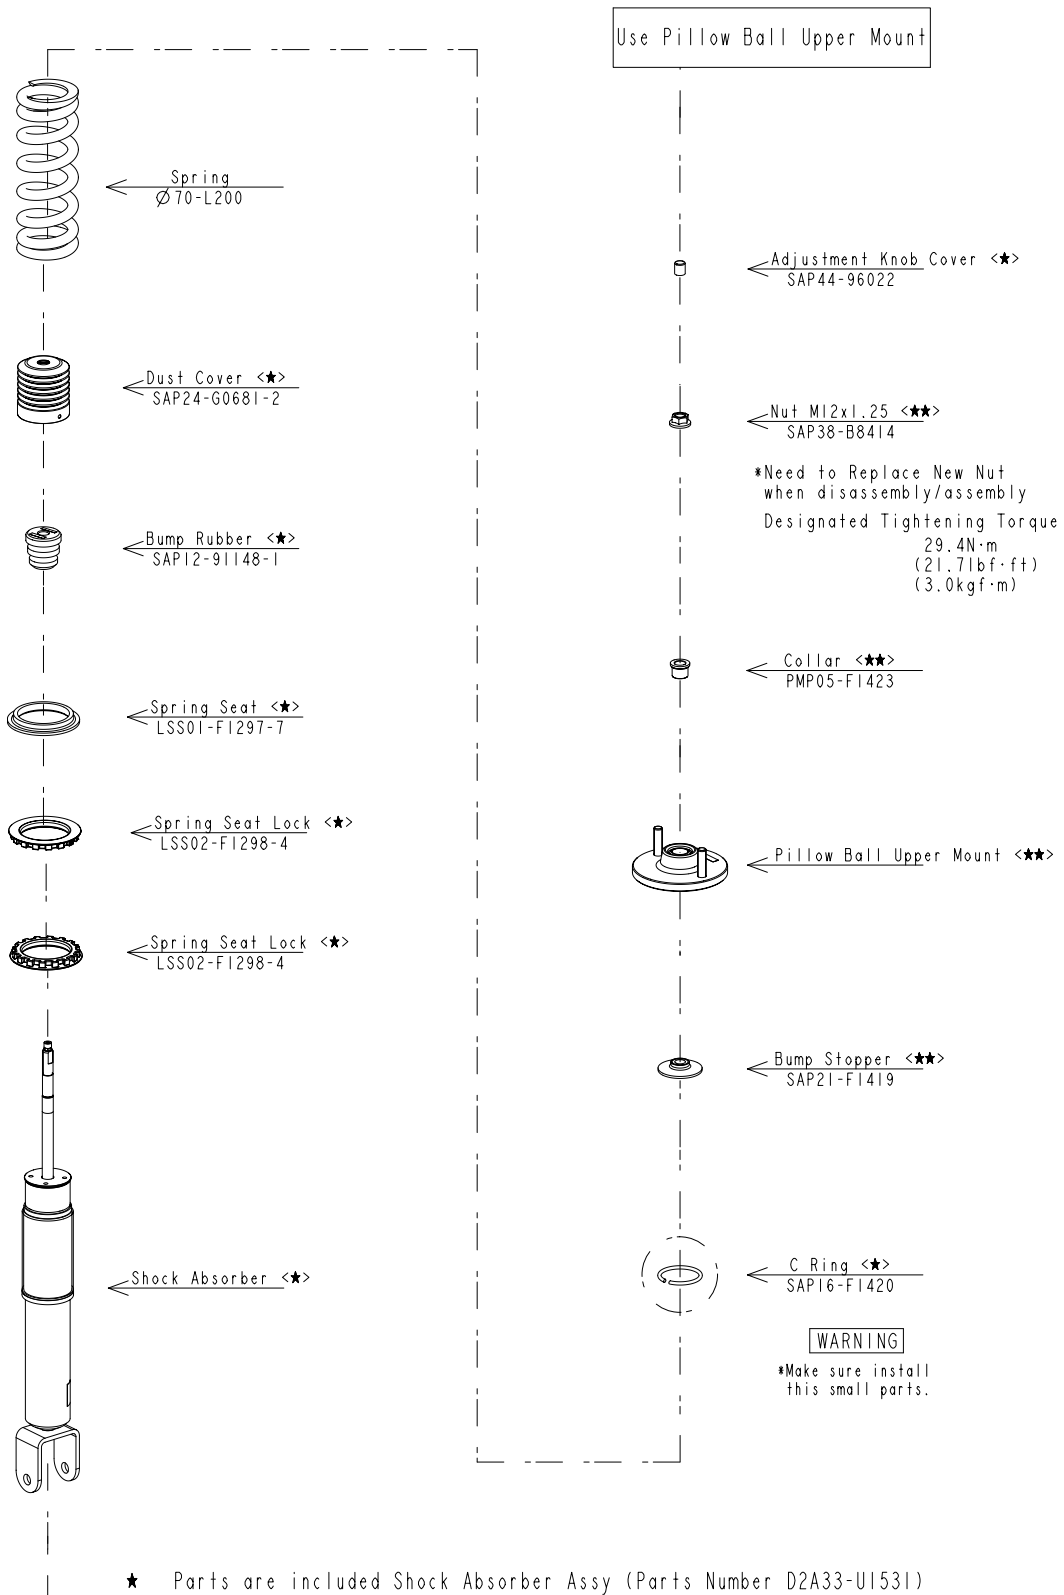 Use Pillow Ball Upper Mount
Spring
Ø70-L200
Dust Cover <★>
SAP24-G0681-2
Bump Rubber <★>
SAP12-91148-1
Spring Seat <★>
LSS01-F1297-7
Spring Seat Lock <★>
LSS02-F1298-4
Spring Seat Lock <★>
LSS02-F1298-4
Shock Absorber <★>
Adjustment Knob Cover <★>
SAP44-96022
Nut M12x1.25 <★★>
SAP38-B8414
*Need to Replace New Nut
when disassembly/assembly
Designated Tightening Torque
29.4N·m
(21.7lbf·ft)
(3.0kgf·m)
Collar <★★>
PMP05-F1423
Pillow Ball Upper Mount <★★>
Bump Stopper <★★>
SAP21-F1419
C Ring <★>
SAP16-F1420
WARNING
*Make sure install
this small parts.
★ Parts are included Shock Absorber Assy (Parts Number D2A33-U1531)